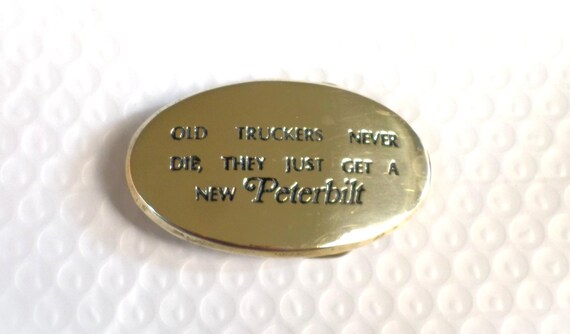 OLD TRUCKERS NEVER
DIE, THEY JUST GET A
NEW Peterbilt